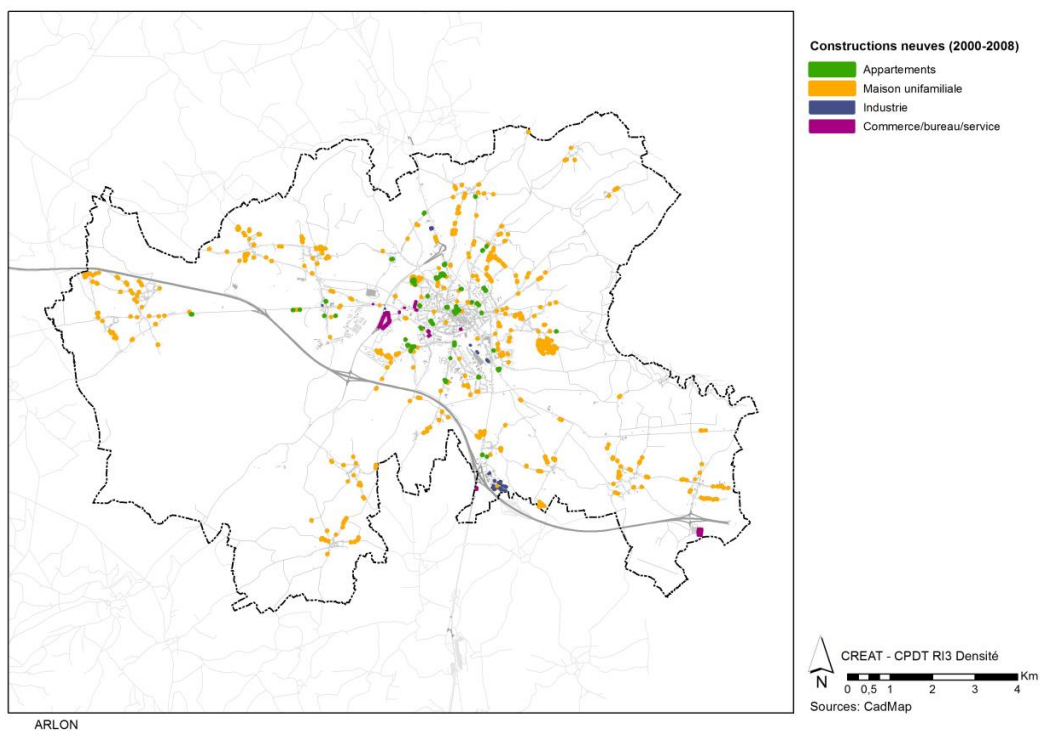 Constructions neuves (2000-2008)
Appartements
Maison unifamiliale
Industrie
Commerce/bureau/service
CREAT - CPDT RI3 Densité
N
Km
0 0,5 1 2 3 4
Sources: CadMap
ARLON